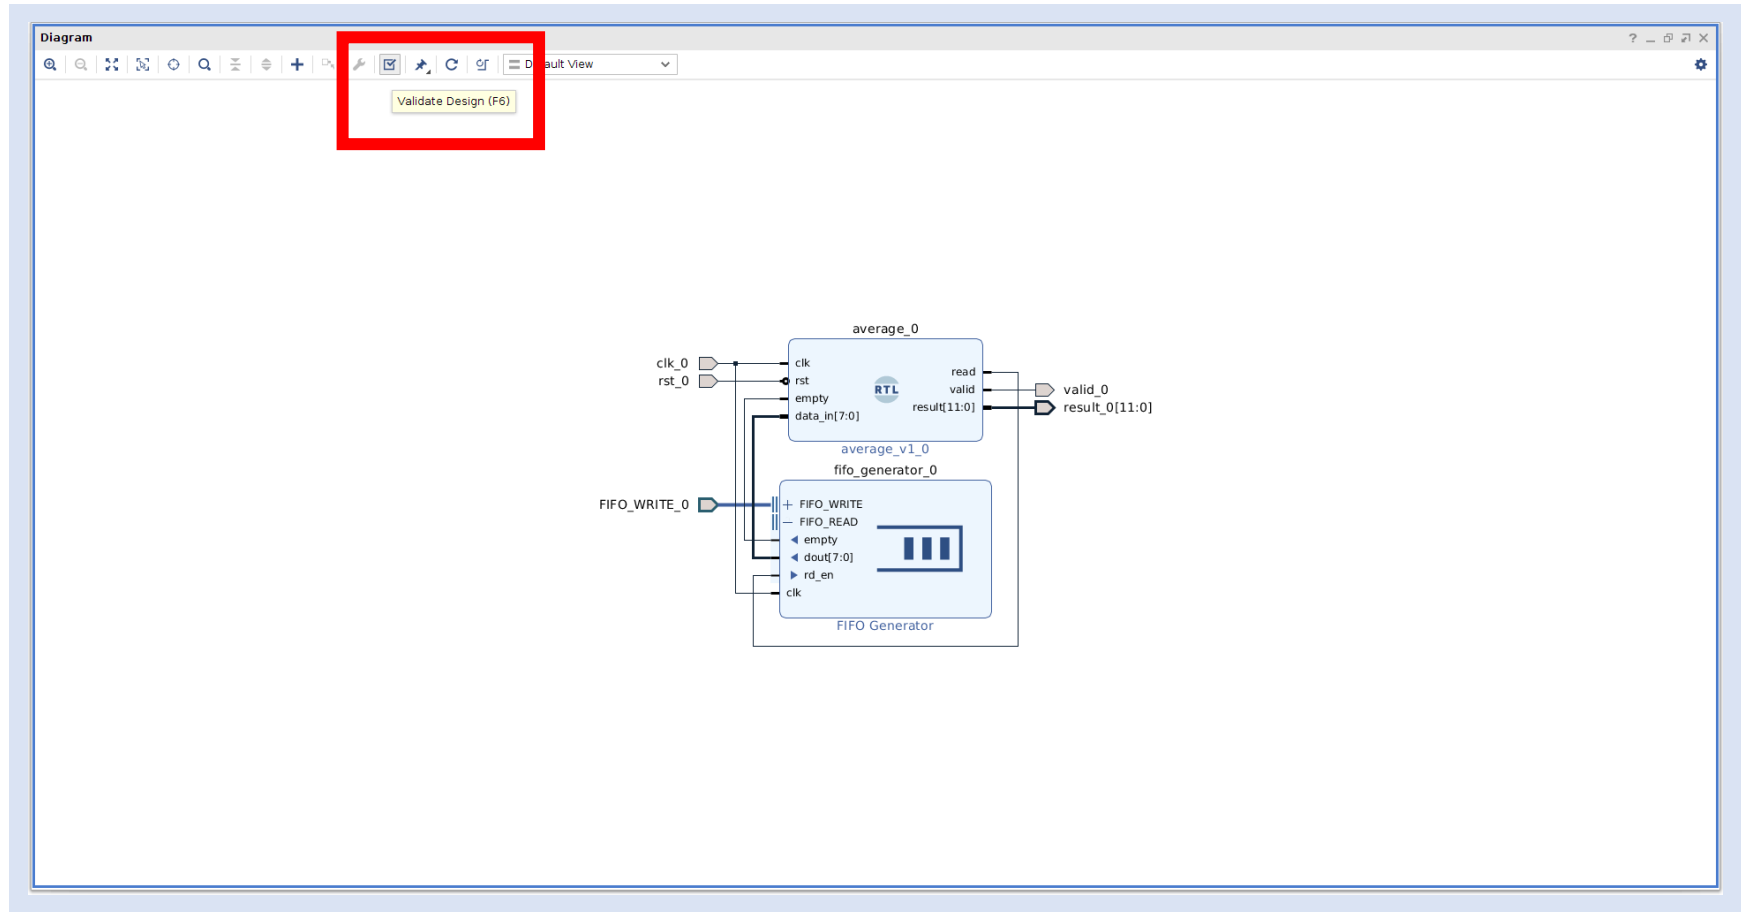 Diagram
Default View
Validate Design (F6)
average_0
clk_0
rst_0
clk
rst
empty
data_in[7:0]
RTL
read
valid
result[11:0]
valid_0
result_0[11:0]
average_v1_0
fifo_generator_0
FIFO_WRITE_0
FIFO_WRITE
FIFO_READ
empty
dout[7:0]
rd_en
clk
FIFO Generator